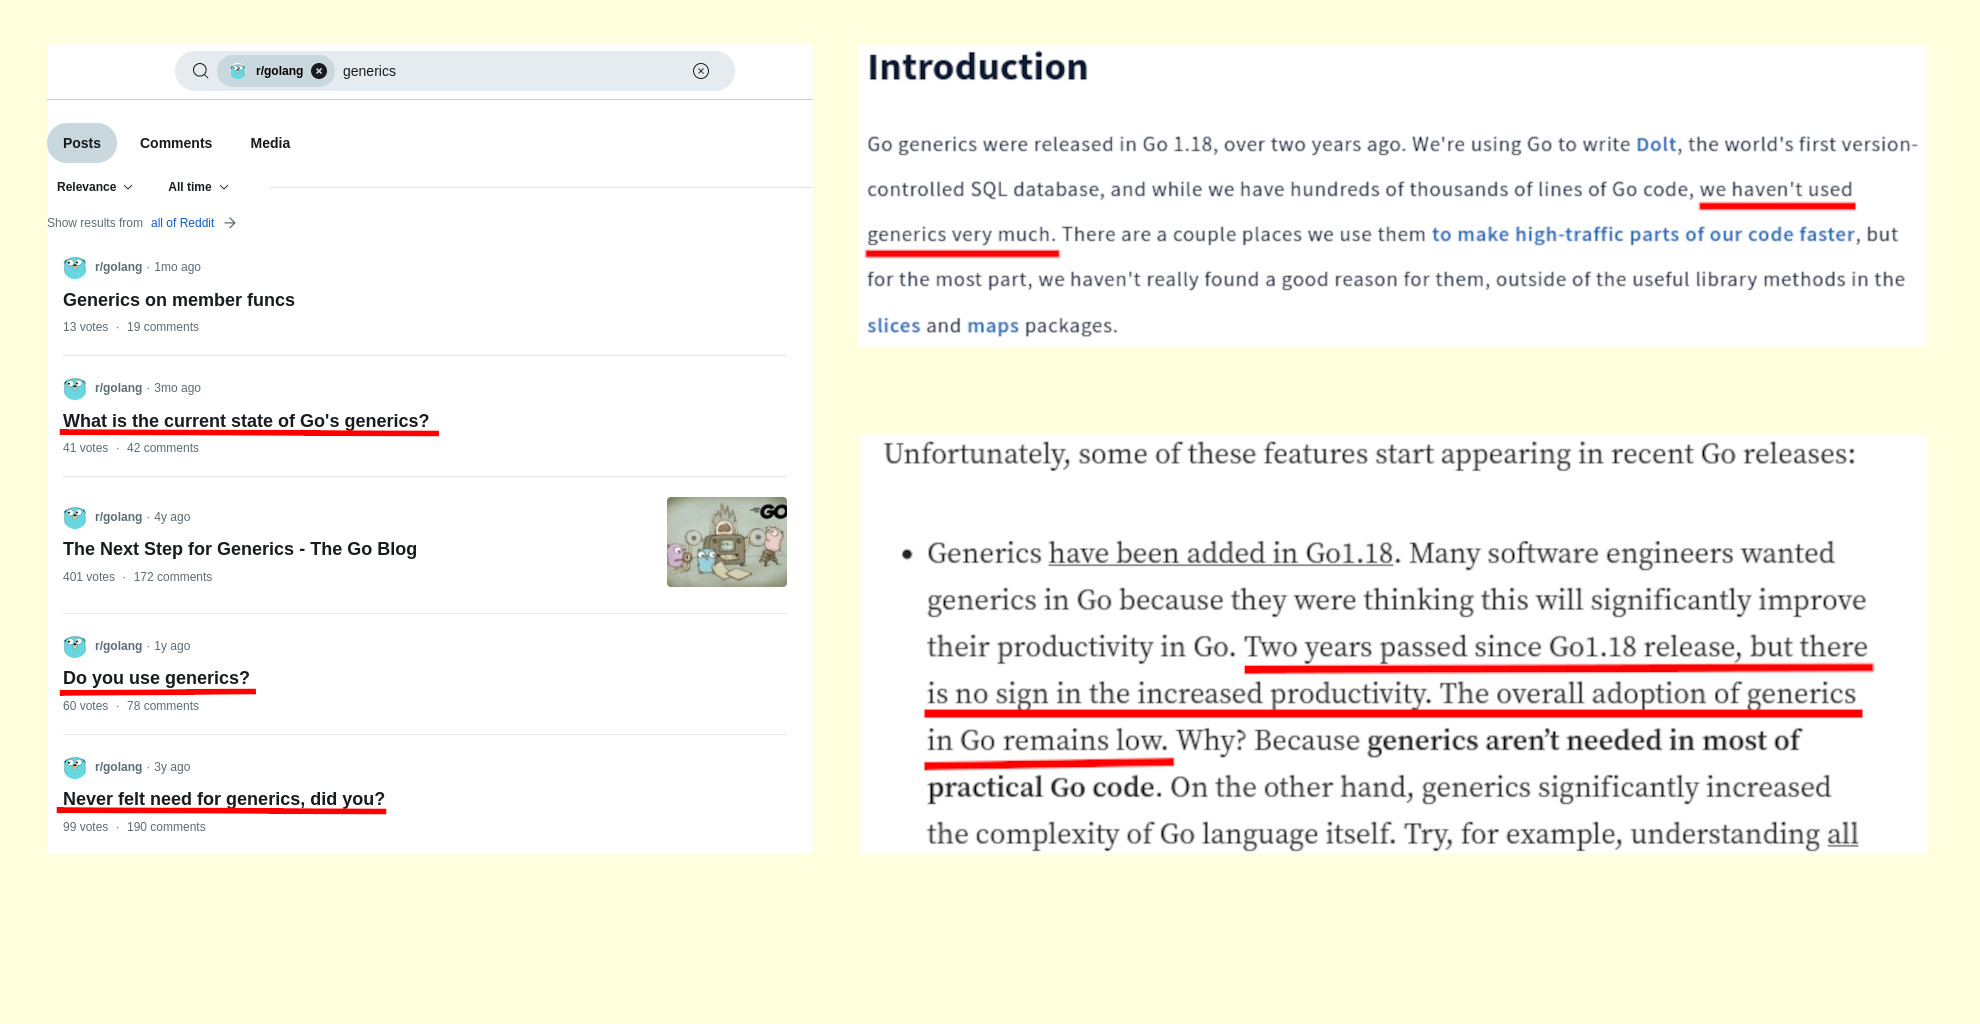 r/golang generics
Posts Comments Media
Relevance All time
Show results from all of Reddit
r/golang · 1mo ago
Generics on member funcs
13 votes · 19 comments
r/golang · 3mo ago
What is the current state of Go's generics?
41 votes · 42 comments
r/golang · 4y ago
The Next Step for Generics - The Go Blog
401 votes · 172 comments
GO
r/golang · 1y ago
Do you use generics?
60 votes · 78 comments
r/golang · 3y ago
Never felt need for generics, did you?
99 votes · 190 comments
Introduction
Go generics were released in Go 1.18, over two years ago. We're using Go to write Dolt, the world's first version-
controlled SQL database, and while we have hundreds of thousands of lines of Go code, we haven't used
generics very much. There are a couple places we use them to make high-traffic parts of our code faster, but
for the most part, we haven't really found a good reason for them, outside of the useful library methods in the
slices and maps packages.
Unfortunately, some of these features start appearing in recent Go releases:
• Generics have been added in Go1.18. Many software engineers wanted
generics in Go because they were thinking this will significantly improve
their productivity in Go. Two years passed since Go1.18 release, but there
is no sign in the increased productivity. The overall adoption of generics
in Go remains low. Why? Because generics aren’t needed in most of
practical Go code. On the other hand, generics significantly increased
the complexity of Go language itself. Try, for example, understanding all